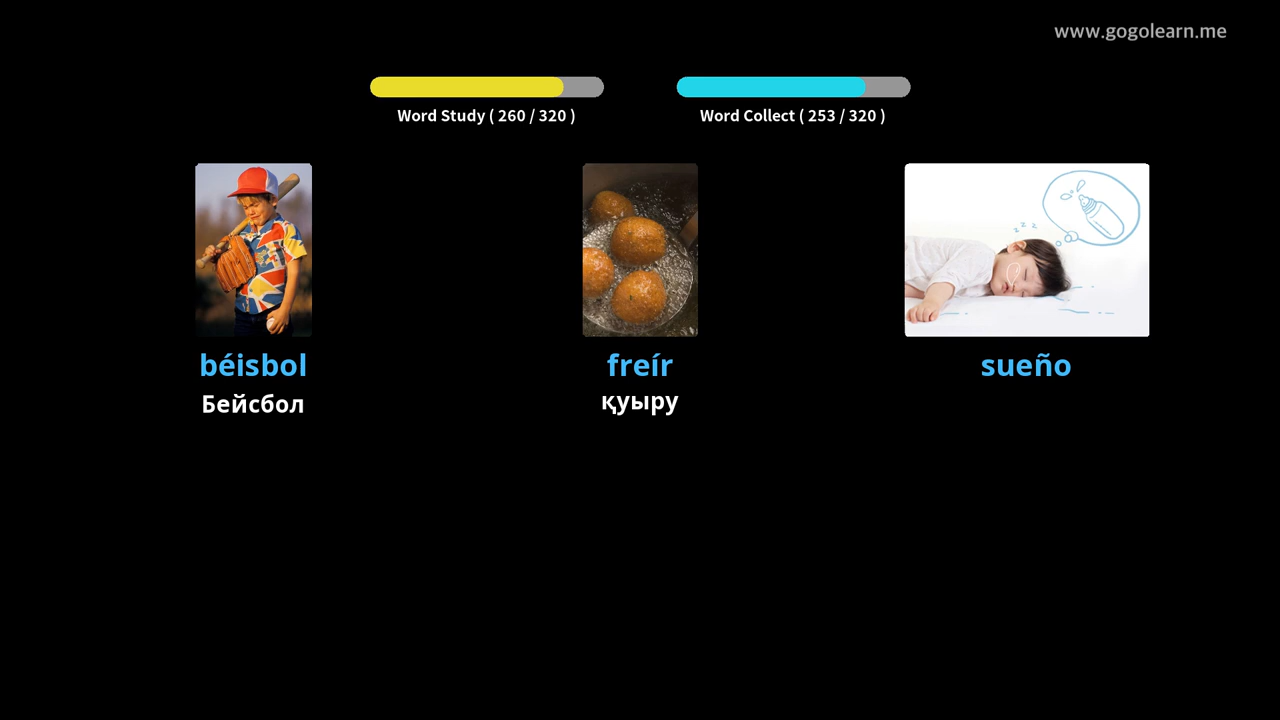 www.gogolearn.me
Word Study ( 260 / 320 )
Word Collect ( 253 / 320 )
béisbol
Бейсбол
freír
қуыру
sueño